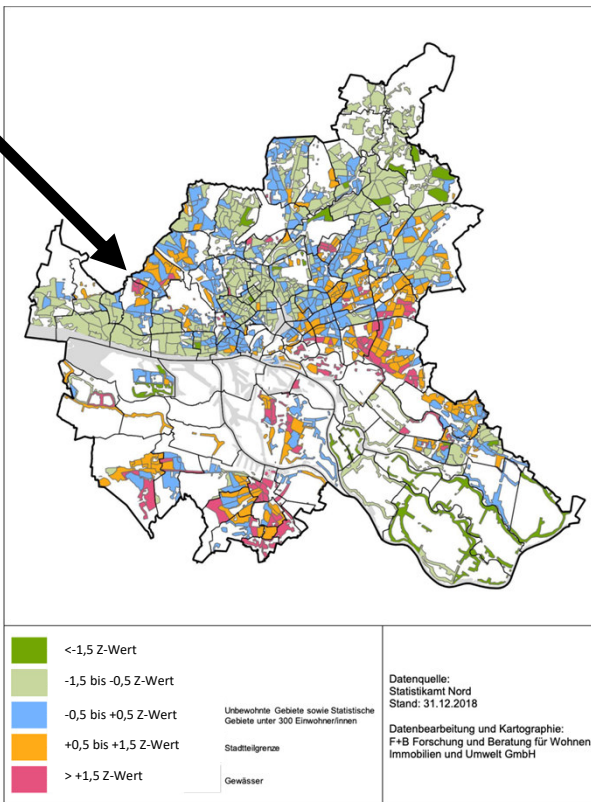 <-1,5 Z-Wert
-1,5 bis -0,5 Z-Wert
-0,5 bis +0,5 Z-Wert
+0,5 bis +1,5 Z-Wert
> +1,5 Z-Wert
Unbewohnte Gebiete sowie Statistische
Gebiete unter 300 Einwohner/innen
Stadtteilgrenze
Gewässer
Datenquelle:
Statistikamt Nord
Stand: 31.12.2018
Datenbearbeitung und Kartographie:
F+B Forschung und Beratung für Wohnen
Immobilien und Umwelt GmbH